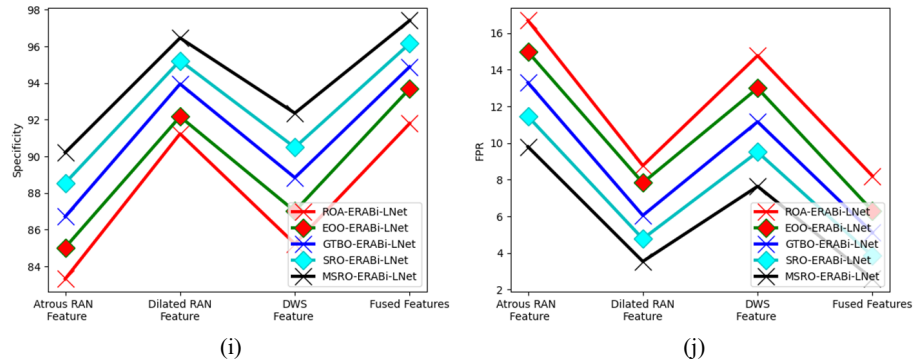 98
96
94
92
90
88
86
84
Specificity
ROA-ERABi-LNet
EOO-ERABi-LNet
GTBO-ERABi-LNet
SRO-ERABi-LNet
MSRO-ERABi-LNet
Atrous RAN
Feature
Dilated RAN
Feature
DWS
Feature
Fused Features
(i)
16
14
12
10
8
6
4
2
FPR
ROA-ERABi-LNet
EOO-ERABi-LNet
GTBO-ERABi-LNet
SRO-ERABi-LNet
MSRO-ERABi-LNet
Atrous RAN
Feature
Dilated RAN
Feature
DWS
Feature
Fused Features
(j)